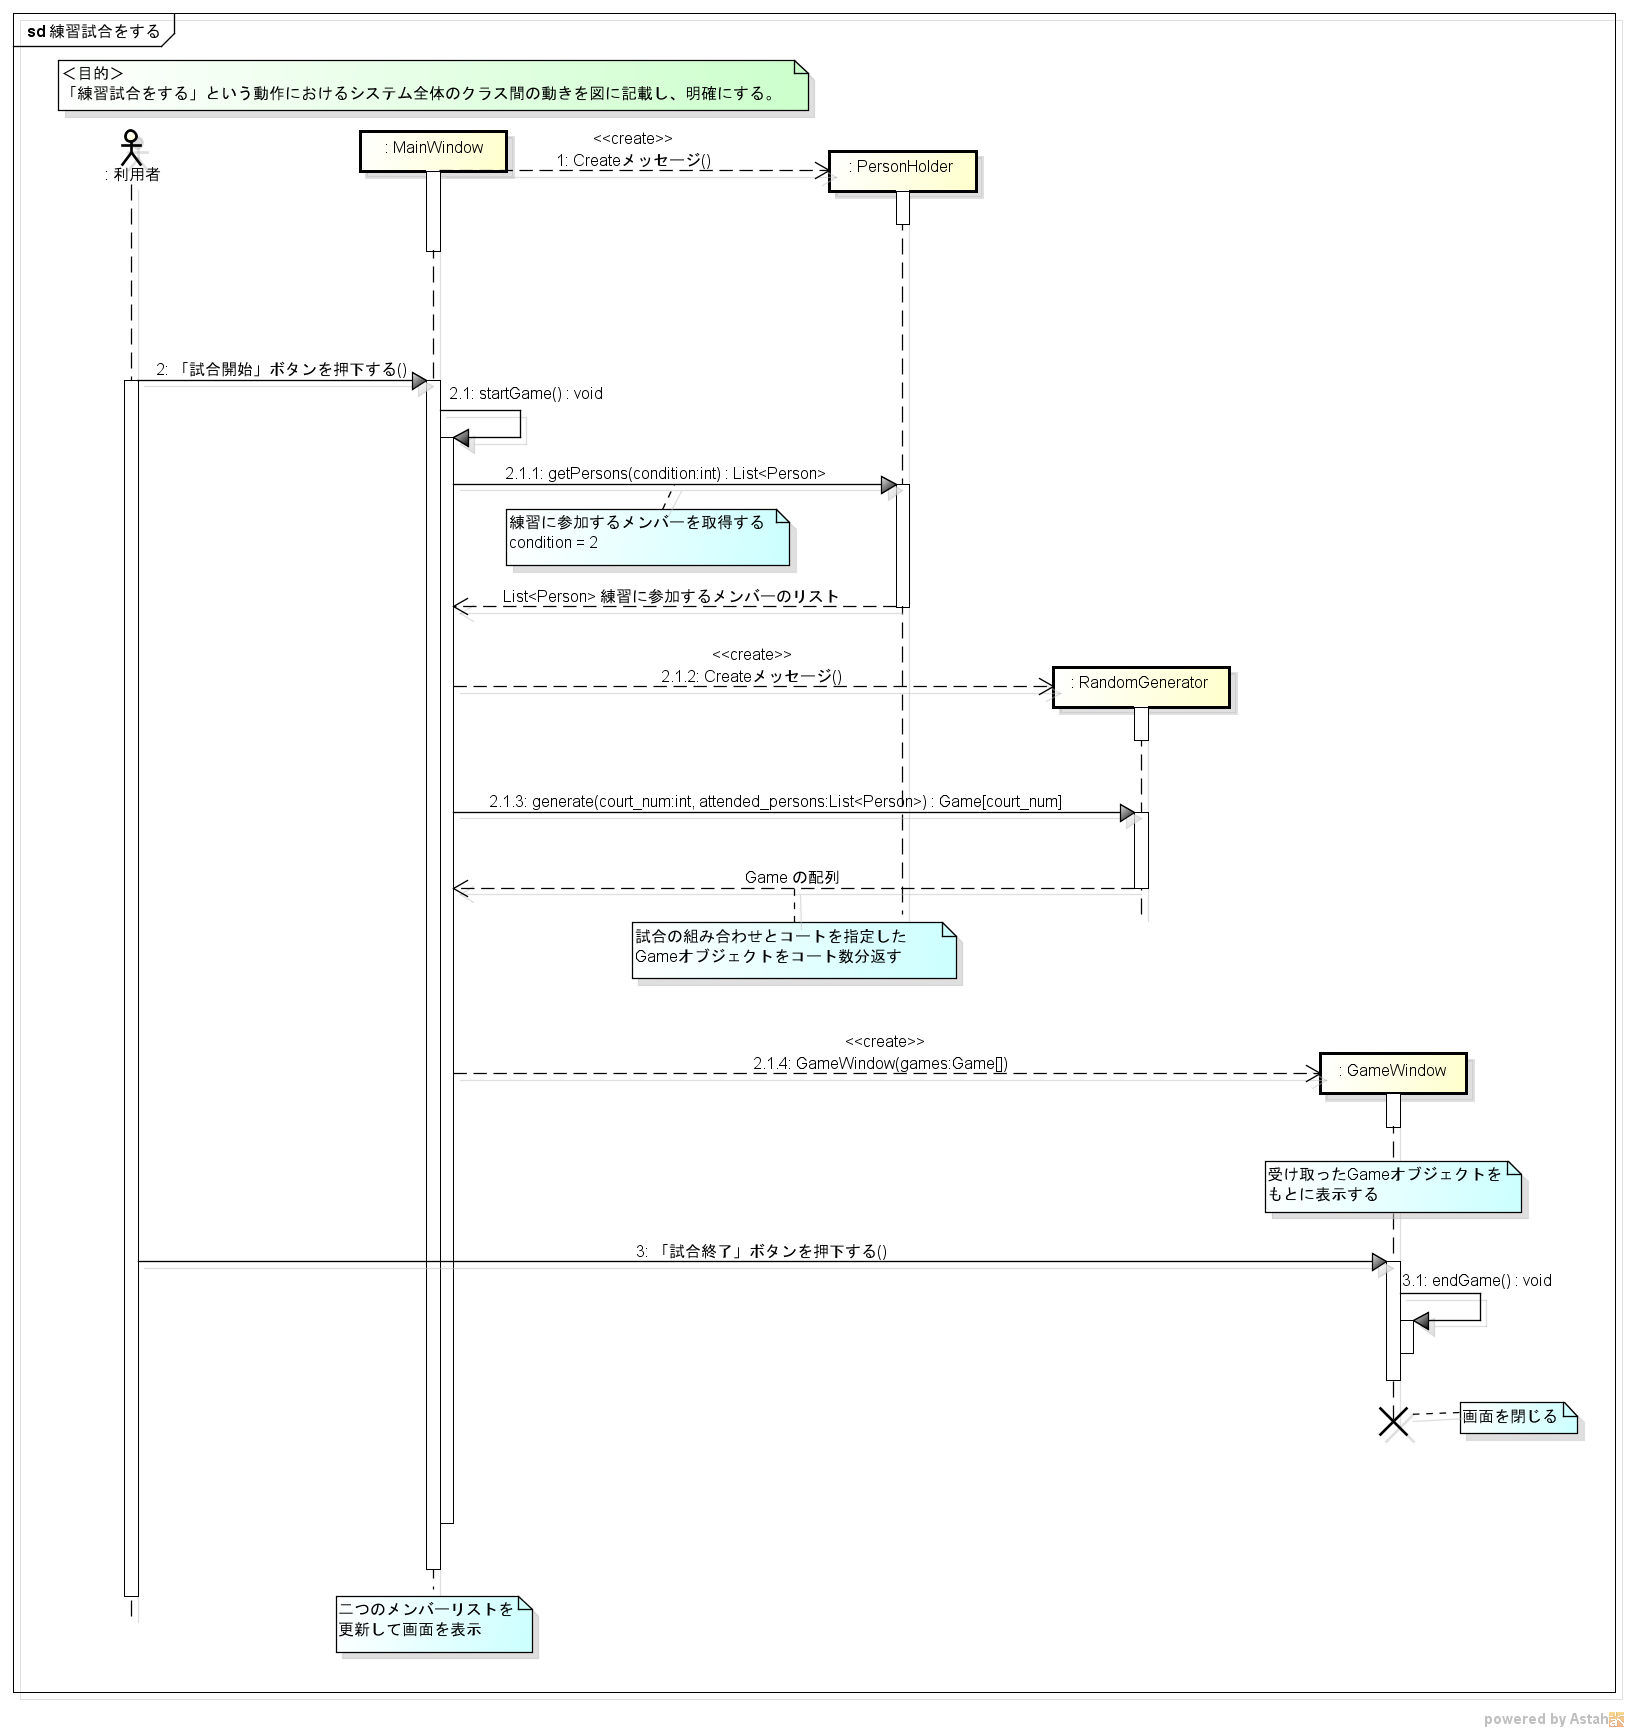 sd 練習試合をする
＜目的＞
「練習試合をする」という動作におけるシステム全体のクラス間の動きを図に記載し、明確にする。
: 利用者
: MainWindow
<<create>>
1: Createメッセージ()
: PersonHolder
2: 「試合開始」ボタンを押下する()
2.1: startGame() : void
2.1.1: getPersons(condition:int) : List<Person>
練習に参加するメンバーを取得する
condition = 2
List<Person> 練習に参加するメンバーのリスト
<<create>>
2.1.2: Createメッセージ()
: RandomGenerator
2.1.3: generate(court_num:int, attended_persons:List<Person>) : Game[court_num]
Game の配列
試合の組み合わせとコートを指定した
Gameオブジェクトをコート数分返す
<<create>>
2.1.4: GameWindow(games:Game[])
: GameWindow
受け取ったGameオブジェクトを
もとに表示する
3: 「試合終了」ボタンを押下する()
3.1: endGame() : void
画面を閉じる
二つのメンバーリストを
更新して画面を表示
powered by Astah